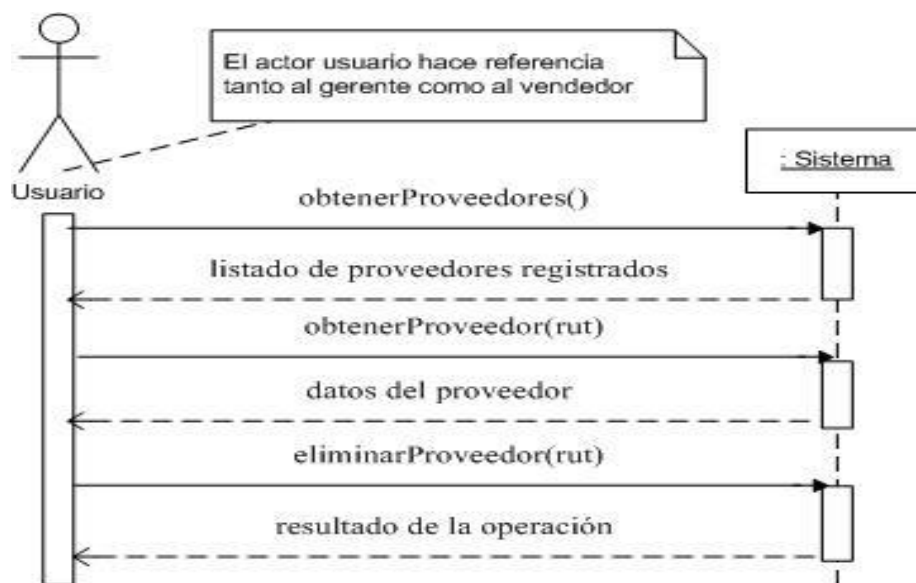 El actor usuario hace referencia
tanto al gerente como al vendedor
: Sistema
Usuario
obtenerProveedores()
listado de proveedores registrados
obtenerProveedor(rut)
datos del proveedor
eliminarProveedor(rut)
resultado de la operación